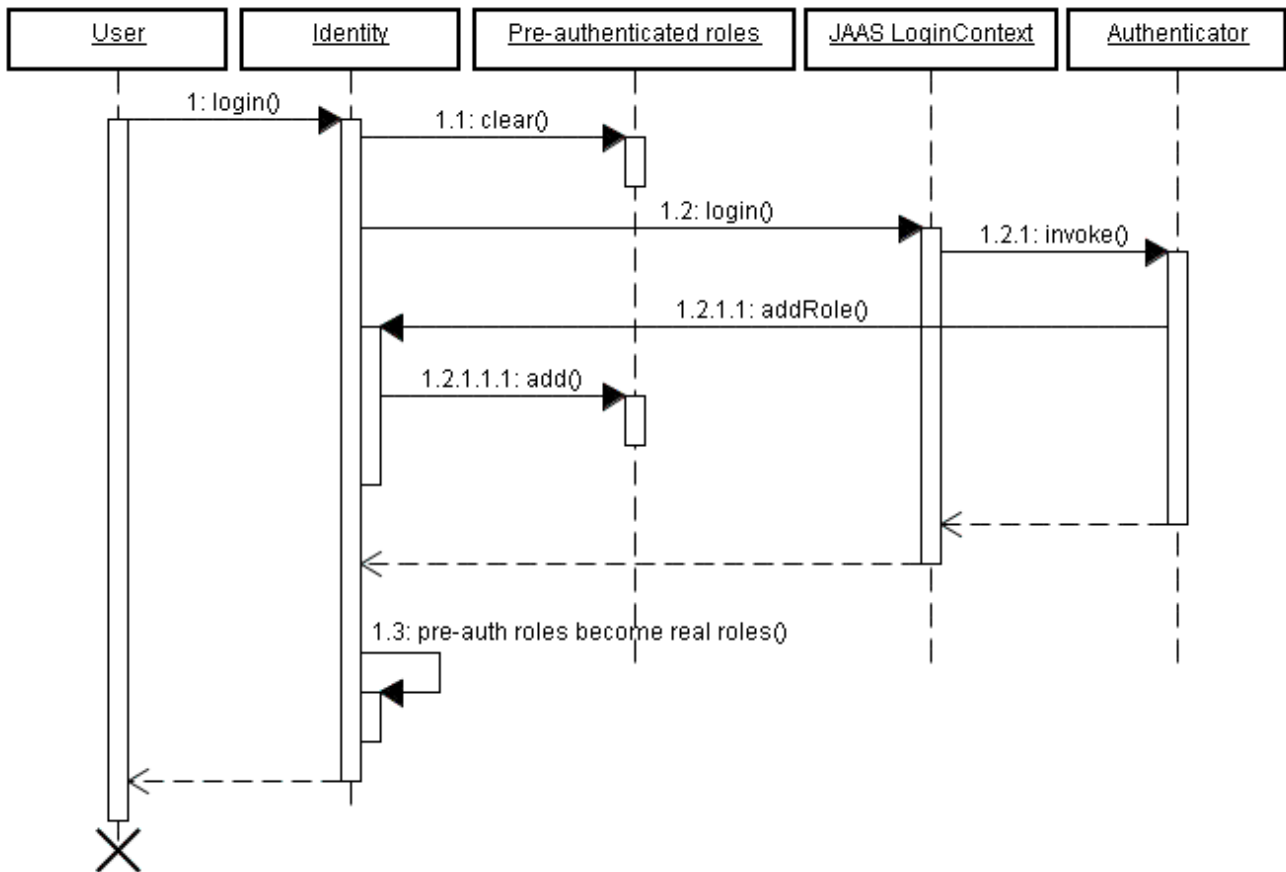 User
Identity
Pre-authenticated roles
JAAS LoginContext
Authenticator
1: login()
1.1: clear()
1.2: login()
1.2.1: invoke()
1.2.1.1: addRole()
1.2.1.1.1: add()
1.3: pre-auth roles become real roles()